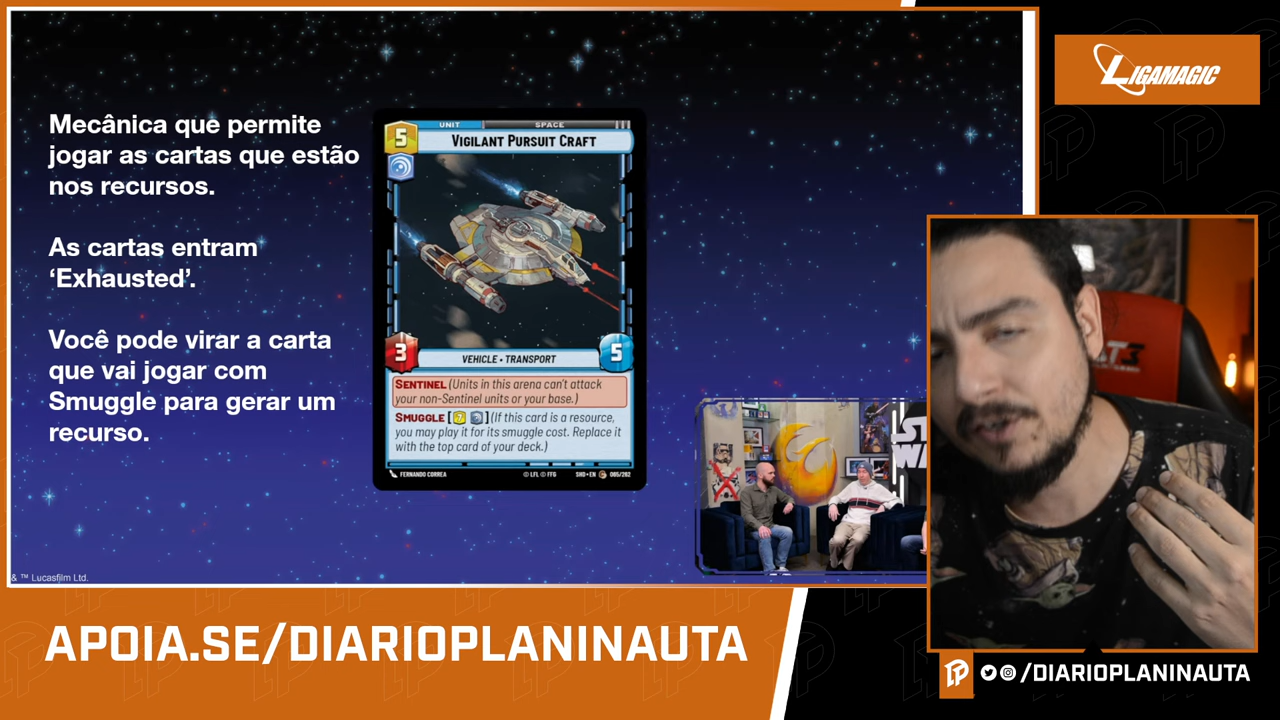 Mecânica que permite
jogar as cartas que estão
nos recursos.
As cartas entram
‘Exhausted’.
Você pode virar a carta
que vai jogar com
Smuggle para gerar um
recurso.
UNIT SPACE
5
VIGILANT PURSUIT CRAFT
3
VEHICLE • TRANSPORT
5
SENTINEL (Units in this arena can't attack
your non-Sentinel units or your base.)
SMUGGLE [7] (If this card is a resource,
you may play it for its smuggle cost. Replace it
with the top card of your deck.)
FERNANDO CORREA
© LFL © FFG
SHD • EN
085/262
& ™ Lucasfilm Ltd.
LIGAMAGIC
APOIA.SE/DIARIOPLANINAUTA
/DIARIOPLANINAUTA